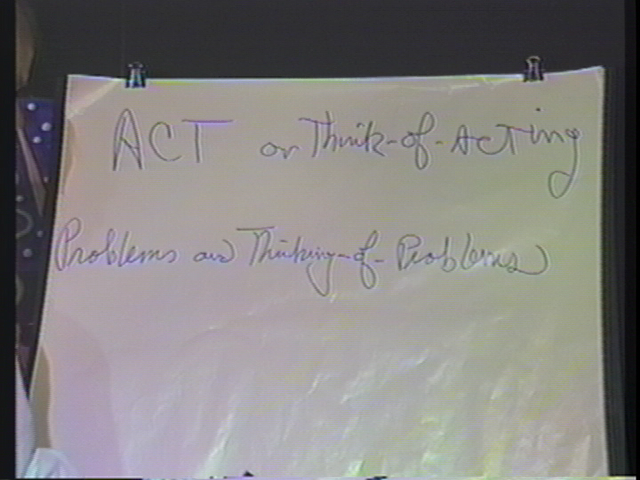 ACT or Think-of-Acting
Problems and Thinking-of-Problems